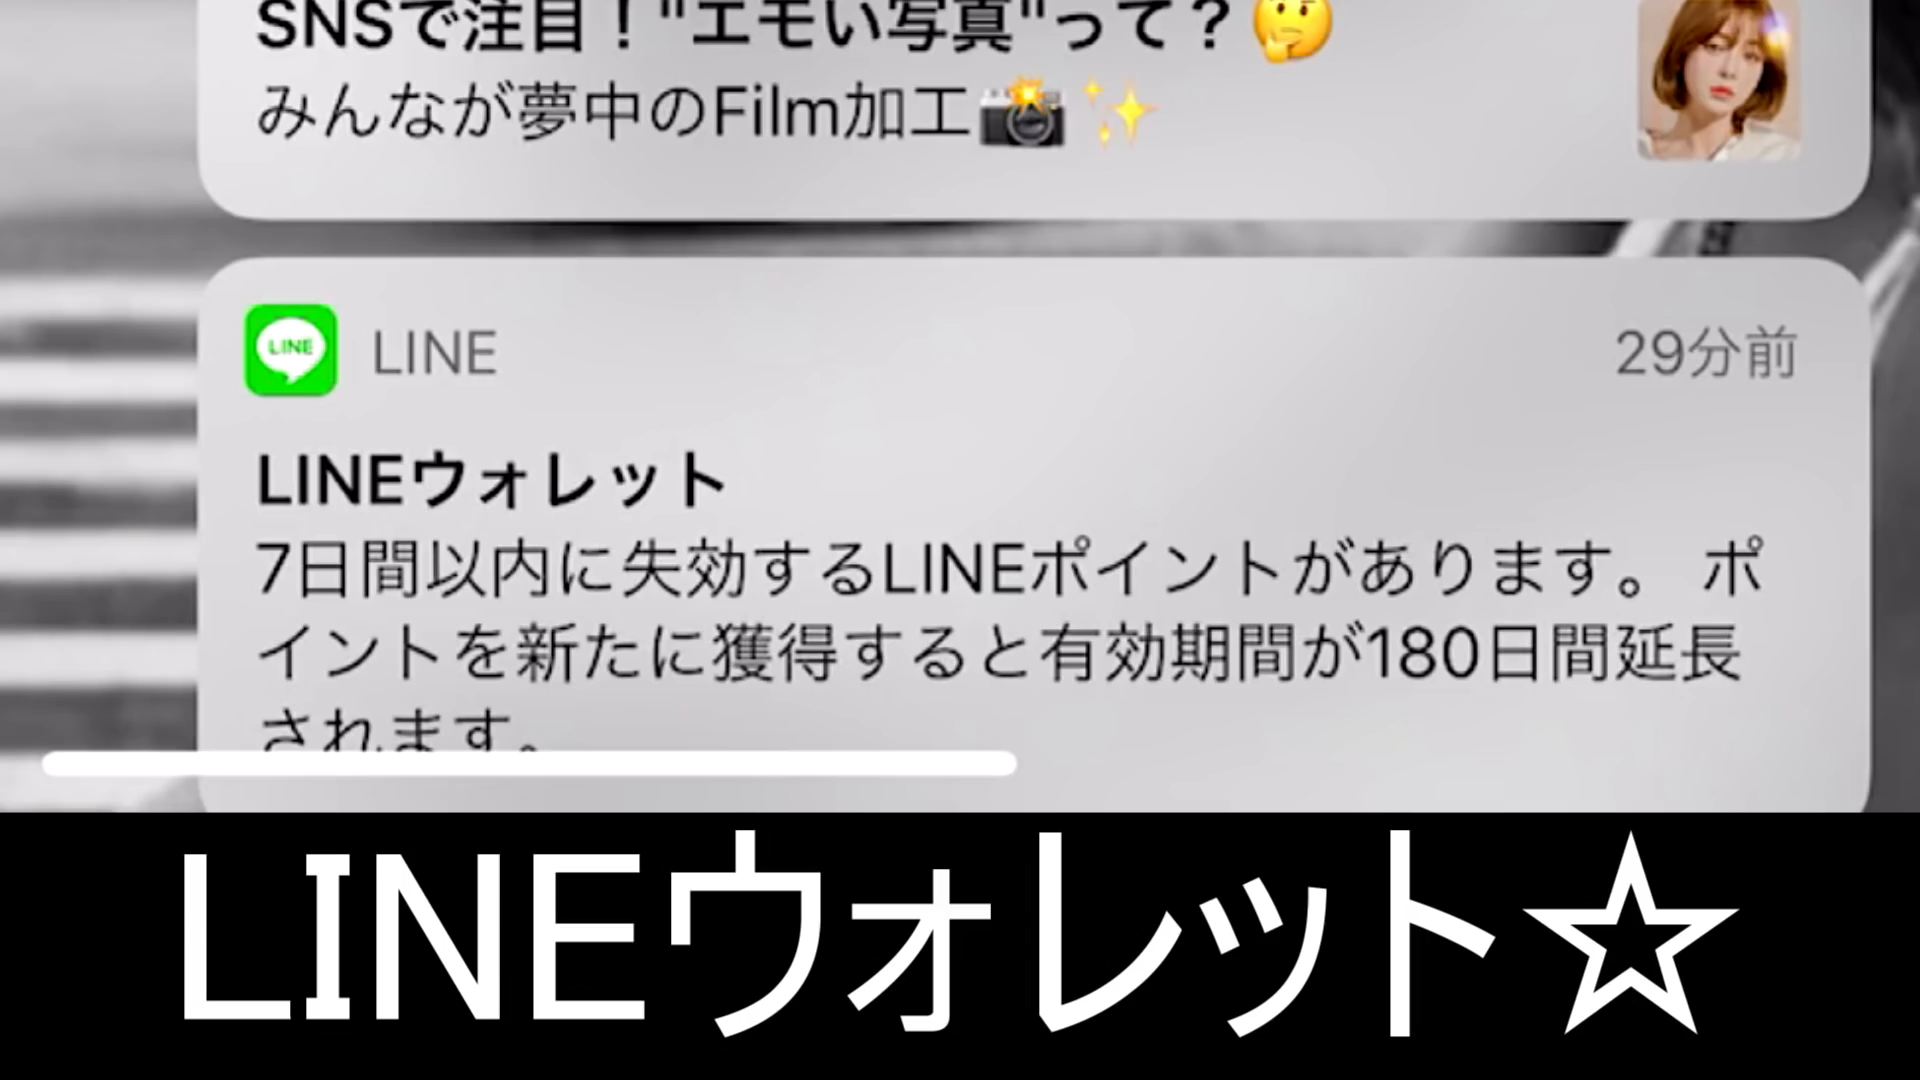 SNSで注目！"エモい写真"って？🤔
みんなが夢中のFilm加工📸✨
LINE
LINE
29分前
LINEウォレット
7日間以内に失効するLINEポイントがあります。 ポ
イントを新たに獲得すると有効期間が180日間延長
されます。
LINEウォレット☆